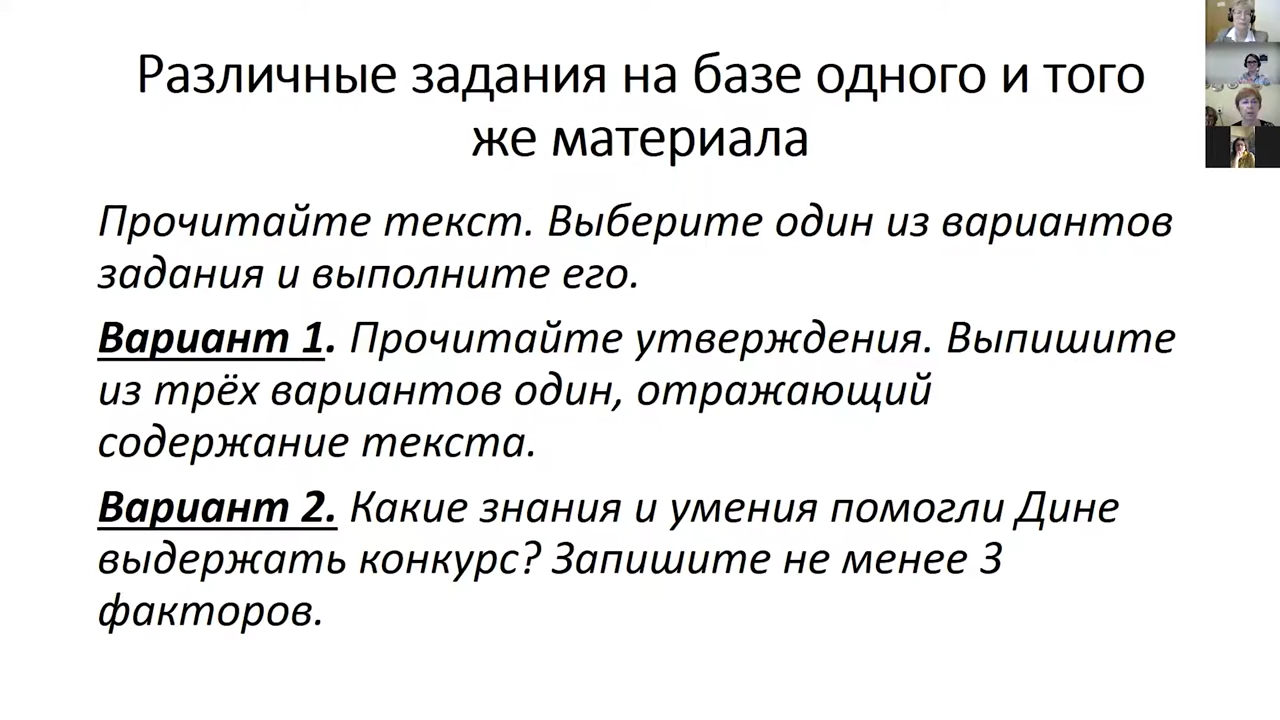 Различные задания на базе одного и того
же материала
Прочитайте текст. Выберите один из вариантов
задания и выполните его.
Вариант 1. Прочитайте утверждения. Выпишите
из трёх вариантов один, отражающий
содержание текста.
Вариант 2. Какие знания и умения помогли Дине
выдержать конкурс? Запишите не менее 3
факторов.